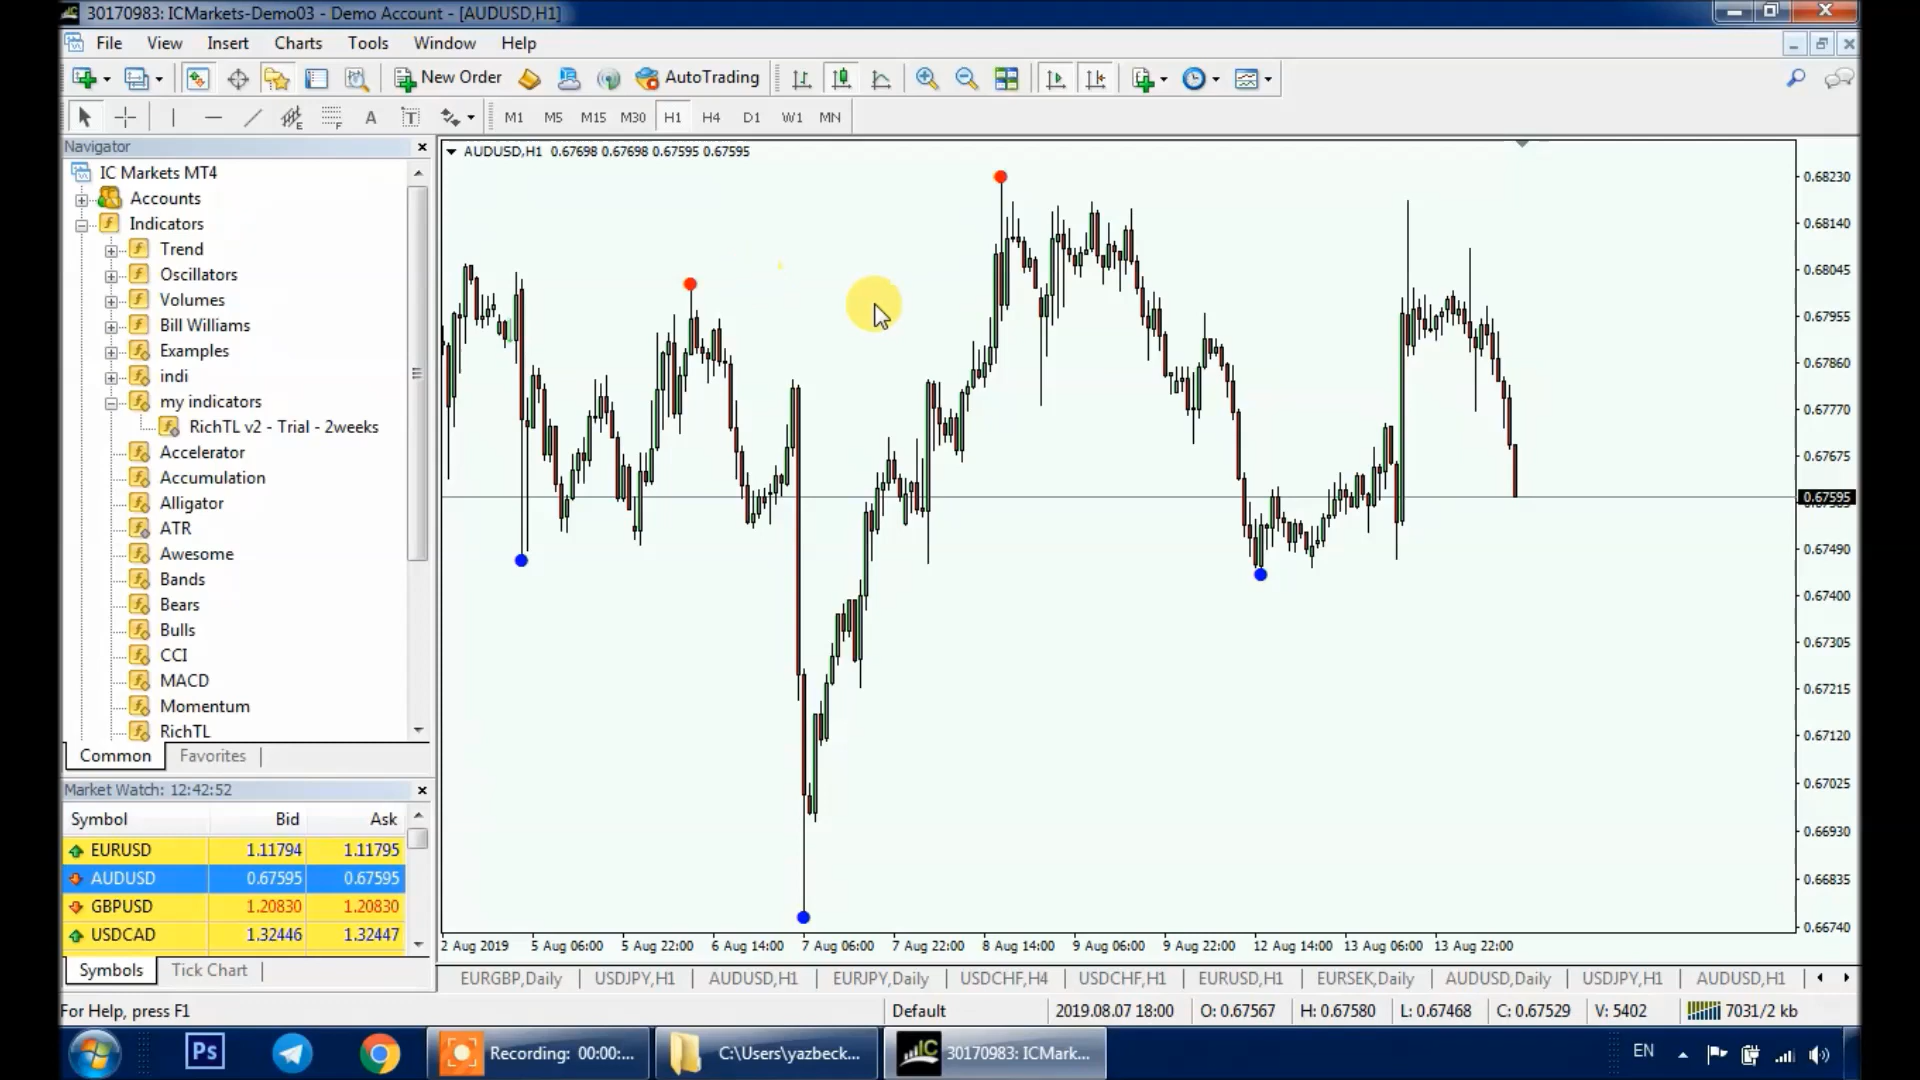 30170983: ICMarkets-Demo03 - Demo Account - [AUDUSD,H1]
File View Insert Charts Tools Window Help
New Order AutoTrading
E F A T M1 M5 M15 M30 H1 H4 D1 W1 MN
Navigator
IC Markets MT4
Accounts
Indicators
Trend
Oscillators
Volumes
Bill Williams
Examples
indi
my indicators
RichTL v2 - Trial - 2weeks
Accelerator
Accumulation
Alligator
ATR
Awesome
Bands
Bears
Bulls
CCI
MACD
Momentum
RichTL
Common Favorites
Market Watch: 12:42:52
Symbol Bid Ask
EURUSD 1.11794 1.11795
AUDUSD 0.67595 0.67595
GBPUSD 1.20830 1.20830
USDCAD 1.32446 1.32447
Symbols Tick Chart
AUDUSD,H1 0.67698 0.67698 0.67595 0.67595
0.68230
0.68140
0.68045
0.67955
0.67860
0.67770
0.67675
0.67595
0.67490
0.67400
0.67305
0.67215
0.67120
0.67025
0.66930
0.66835
0.66740
2 Aug 2019 5 Aug 06:00 5 Aug 22:00 6 Aug 14:00 7 Aug 06:00 7 Aug 22:00 8 Aug 14:00 9 Aug 06:00 9 Aug 22:00 12 Aug 14:00 13 Aug 06:00 13 Aug 22:00
EURGBP,Daily USDJPY,H1 AUDUSD,H1 EURJPY,Daily USDCHF,H4 USDCHF,H1 EURUSD,H1 EURSEK,Daily AUDUSD,Daily USDJPY,H1 AUDUSD,H1
For Help, press F1 Default 2019.08.07 18:00 O: 0.67567 H: 0.67580 L: 0.67468 C: 0.67529 V: 5402 7031/2 kb
Ps Recording: 00:00:... C:\Users\yazbeck... IC 30170983: ICMark... EN